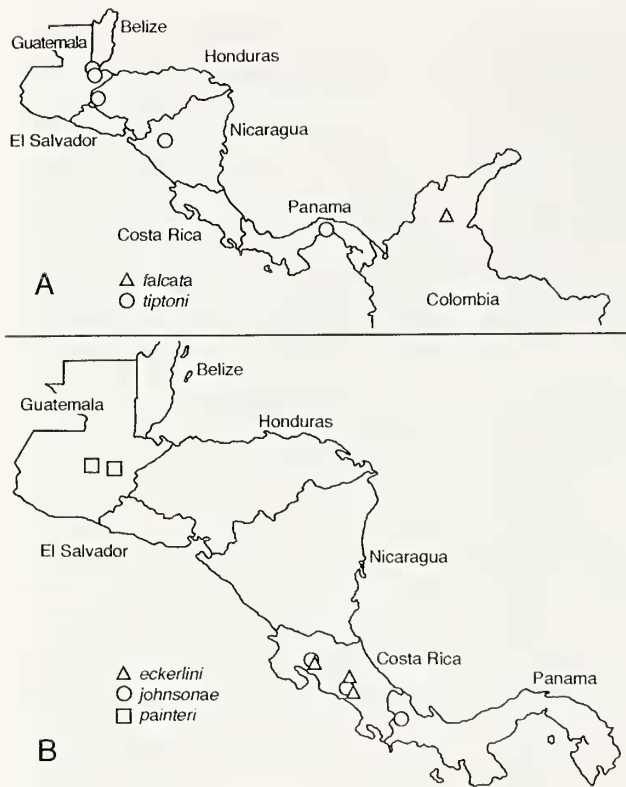 Belize
Guatemala
Honduras
El Salvador
Nicaragua
Panama
Costa Rica
A
△ falcata
○ tiptoni
Colombia
Belize
Guatemala
Honduras
El Salvador
Nicaragua
Costa Rica
Panama
△ eckerlini
○ johnsonae
□ painteri
B